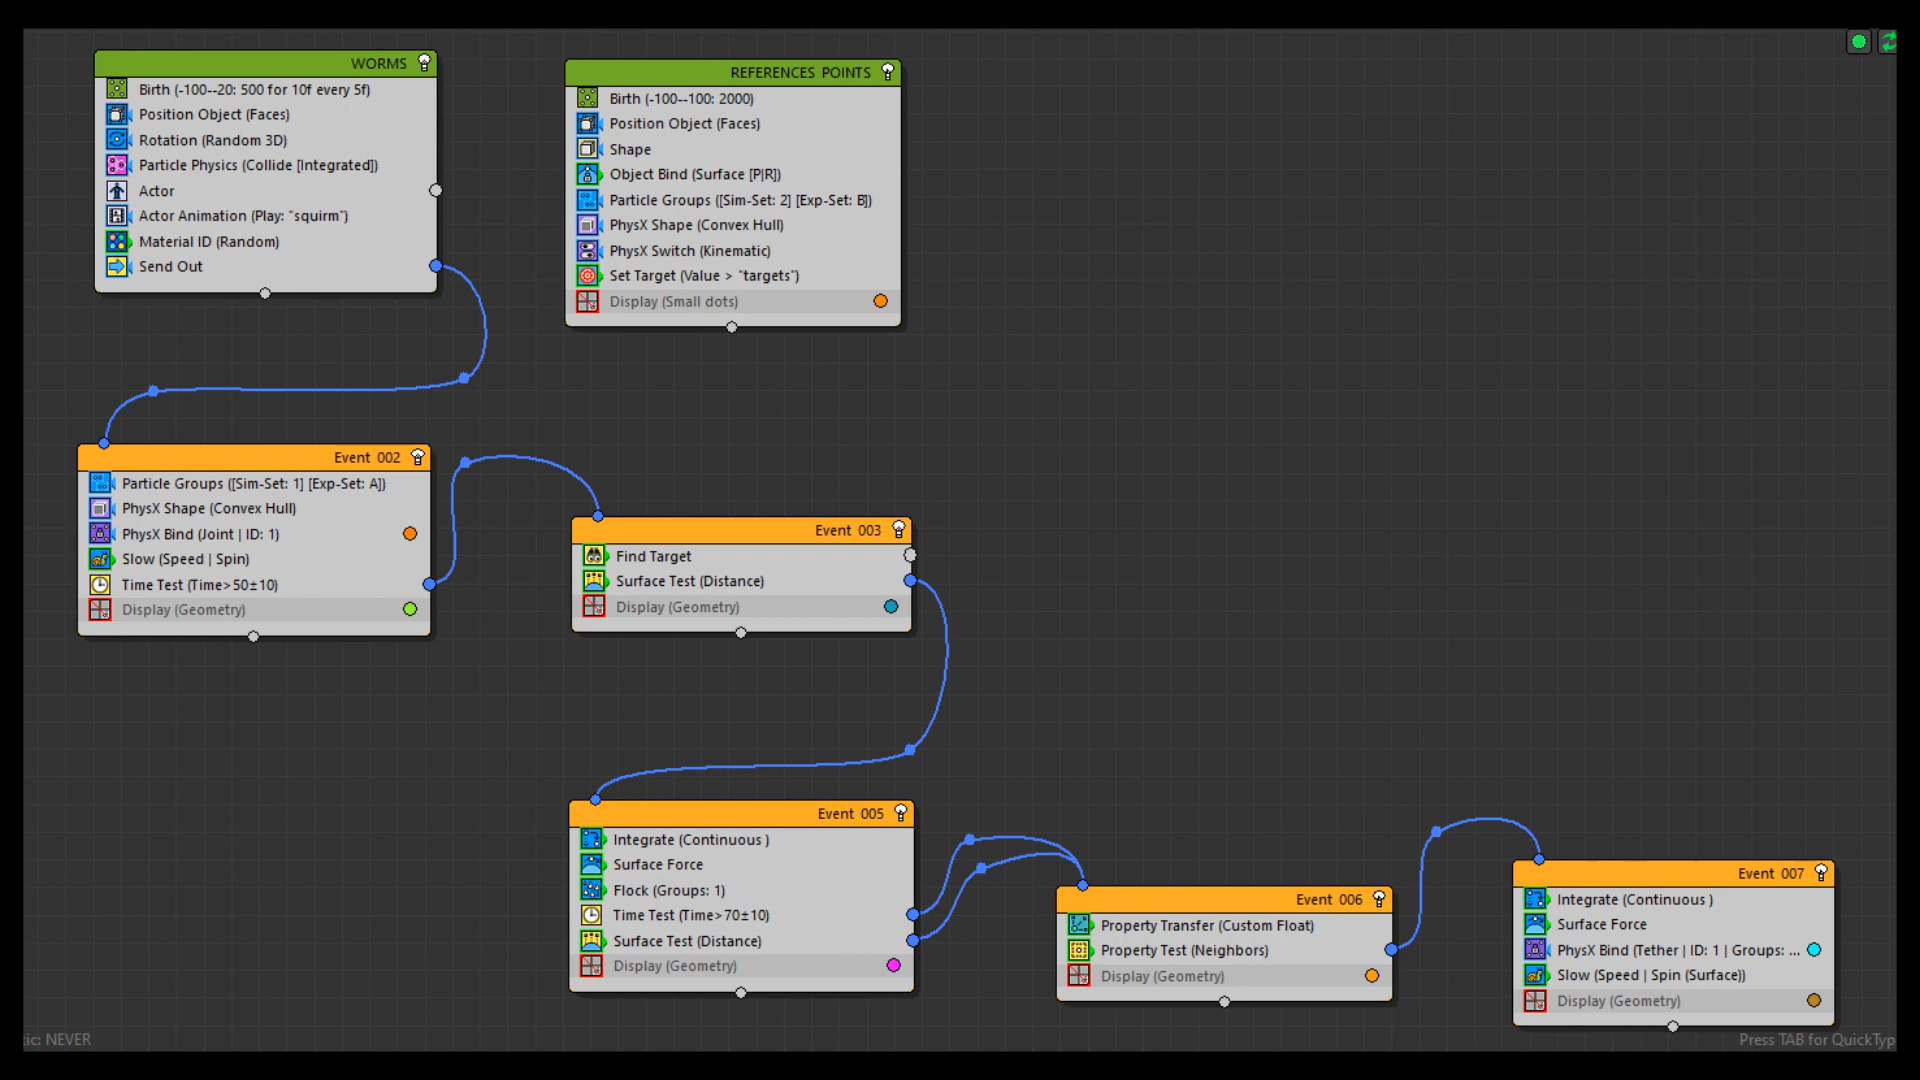 WORMS
Birth (-100--20: 500 for 10f every 5f)
Position Object (Faces)
Rotation (Random 3D)
Particle Physics (Collide [Integrated])
Actor
Actor Animation (Play: "squirm")
Material ID (Random)
Send Out
REFERENCES POINTS
Birth (-100--100: 2000)
Position Object (Faces)
Shape
Object Bind (Surface [P|R])
Particle Groups ([Sim-Set: 2] [Exp-Set: B])
PhysX Shape (Convex Hull)
PhysX Switch (Kinematic)
Set Target (Value > "targets")
Display (Small dots)
Event 002
Particle Groups ([Sim-Set: 1] [Exp-Set: A])
PhysX Shape (Convex Hull)
PhysX Bind (Joint | ID: 1)
Slow (Speed | Spin)
Time Test (Time>50±10)
Display (Geometry)
Event 003
Find Target
Surface Test (Distance)
Display (Geometry)
Event 005
Integrate (Continuous )
Surface Force
Flock (Groups: 1)
Time Test (Time>70±10)
Surface Test (Distance)
Display (Geometry)
Event 006
Property Transfer (Custom Float)
Property Test (Neighbors)
Display (Geometry)
Event 007
Integrate (Continuous )
Surface Force
PhysX Bind (Tether | ID: 1 | Groups: ...
Slow (Speed | Spin (Surface))
Display (Geometry)
tic: NEVER
Press TAB for QuickTyp